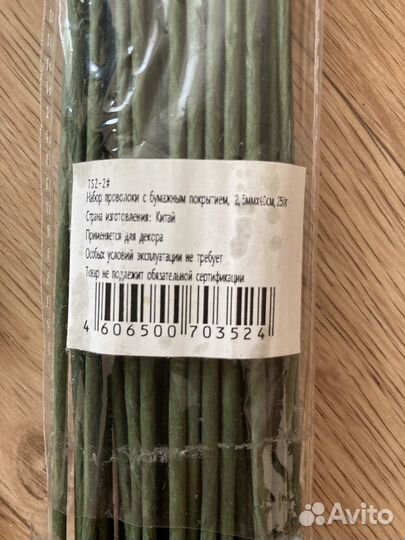 TSZ-2#
Набор проволоки с бумажным покрытием, 2,5ммх40см, 250г
Страна изготовления: Китай
Применяется для декора
Особых условий эксплуатации не требует
Товар не подлежит обязательной сертификации
4 606500 703524
Avito